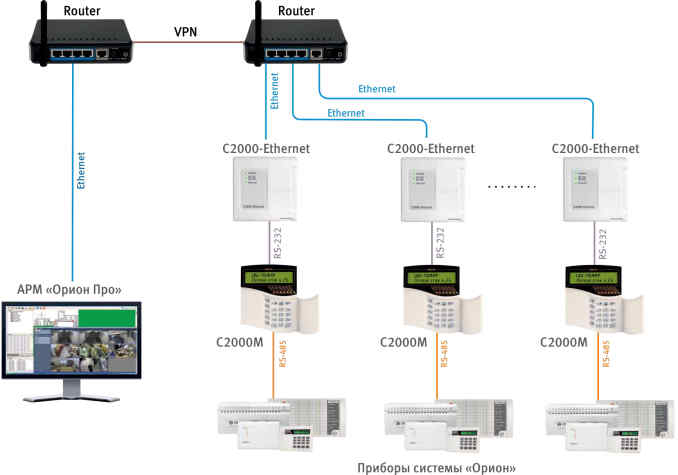 Router
Router
VPN
Ethernet
Ethernet
Ethernet
Ethernet
C2000-Ethernet
C2000-Ethernet
C2000-Ethernet
. . . . . . . .
RS-232
RS-232
RS-232
АРМ «Орион Про»
C2000M
C2000M
C2000M
RS-485
RS-485
RS-485
Приборы системы «Орион»